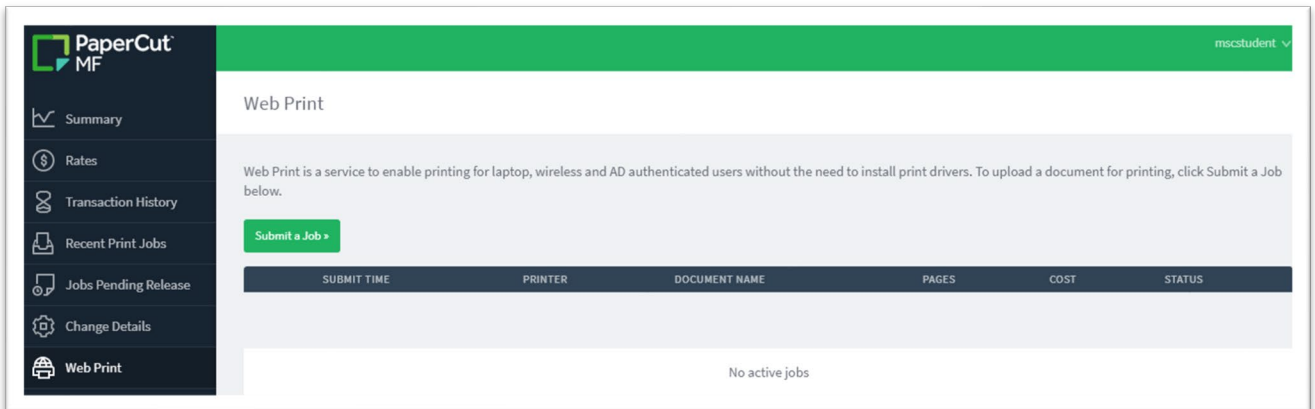 PaperCut
MF
mscstudent
Summary
Rates
Transaction History
Recent Print Jobs
Jobs Pending Release
Change Details
Web Print
Web Print
Web Print is a service to enable printing for laptop, wireless and AD authenticated users without the need to install print drivers. To upload a document for printing, click Submit a Job
below.
Submit a Job »
SUBMIT TIME PRINTER DOCUMENT NAME PAGES COST STATUS
No active jobs